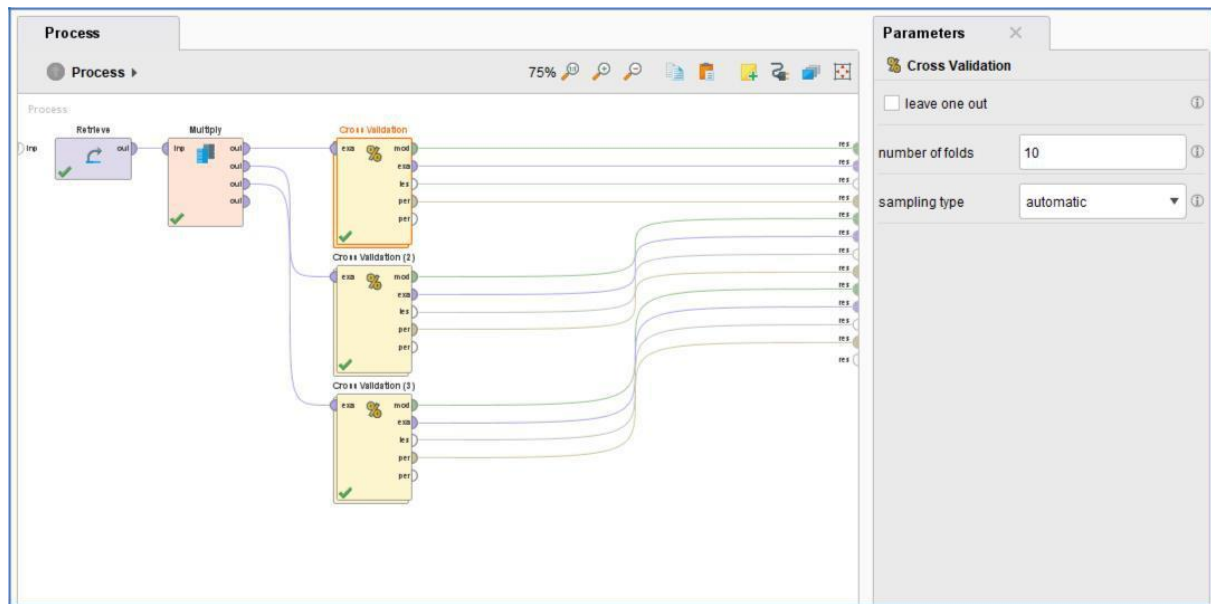 Process
Process
75%
Process
Retrieve
Multiply
Cross Validation
inp
out
inp
out
out
out
out
exa
mod
exa
tes
per
per
Cross Validation (2)
exa
mod
exa
tes
per
per
Cross Validation (3)
exa
mod
exa
tes
per
per
res
res
res
res
res
res
res
res
res
res
res
res
res
Parameters
Cross Validation
leave one out
number of folds
10
sampling type
automatic